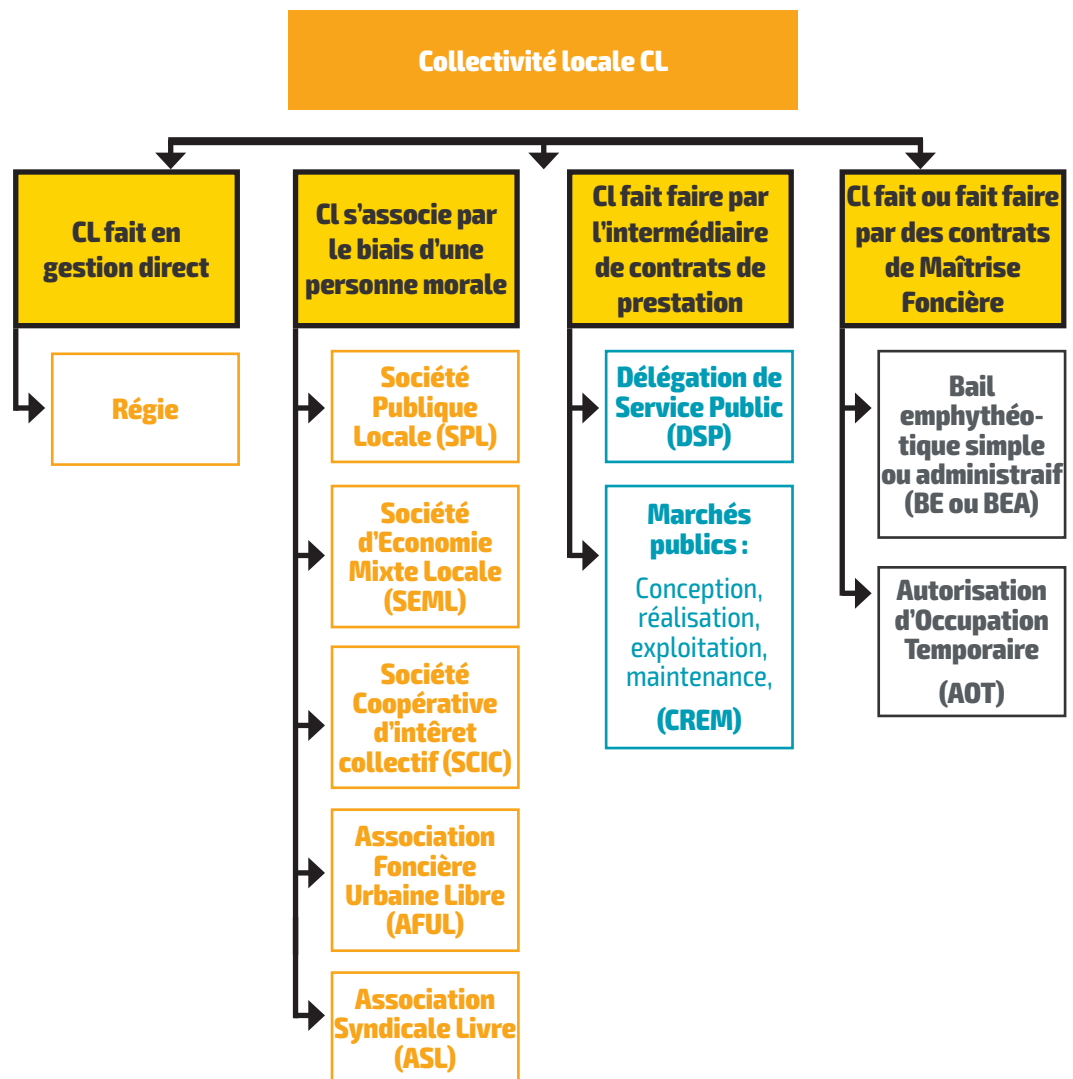 Collectivité locale CL
CL fait en
gestion direct
Régie
Cl s'associe par
le biais d'une
personne morale
Société
Publique
Locale (SPL)
Société
d'Economie
Mixte Locale
(SEML)
Société
Coopérative
d'intêret
collectif (SCIC)
Association
Foncière
Urbaine Libre
(AFUL)
Association
Syndicale Livre
(ASL)
Cl fait faire par
l'intermédiaire
de contrats de
prestation
Délégation de
Service Public
(DSP)
Marchés
publics :
Conception,
réalisation,
exploitation,
maintenance,
(CREM)
Cl fait ou fait faire
par des contrats
de Maîtrise
Foncière
Bail
emphythéo-
tique simple
ou administraif
(BE ou BEA)
Autorisation
d'Occupation
Temporaire
(AOT)